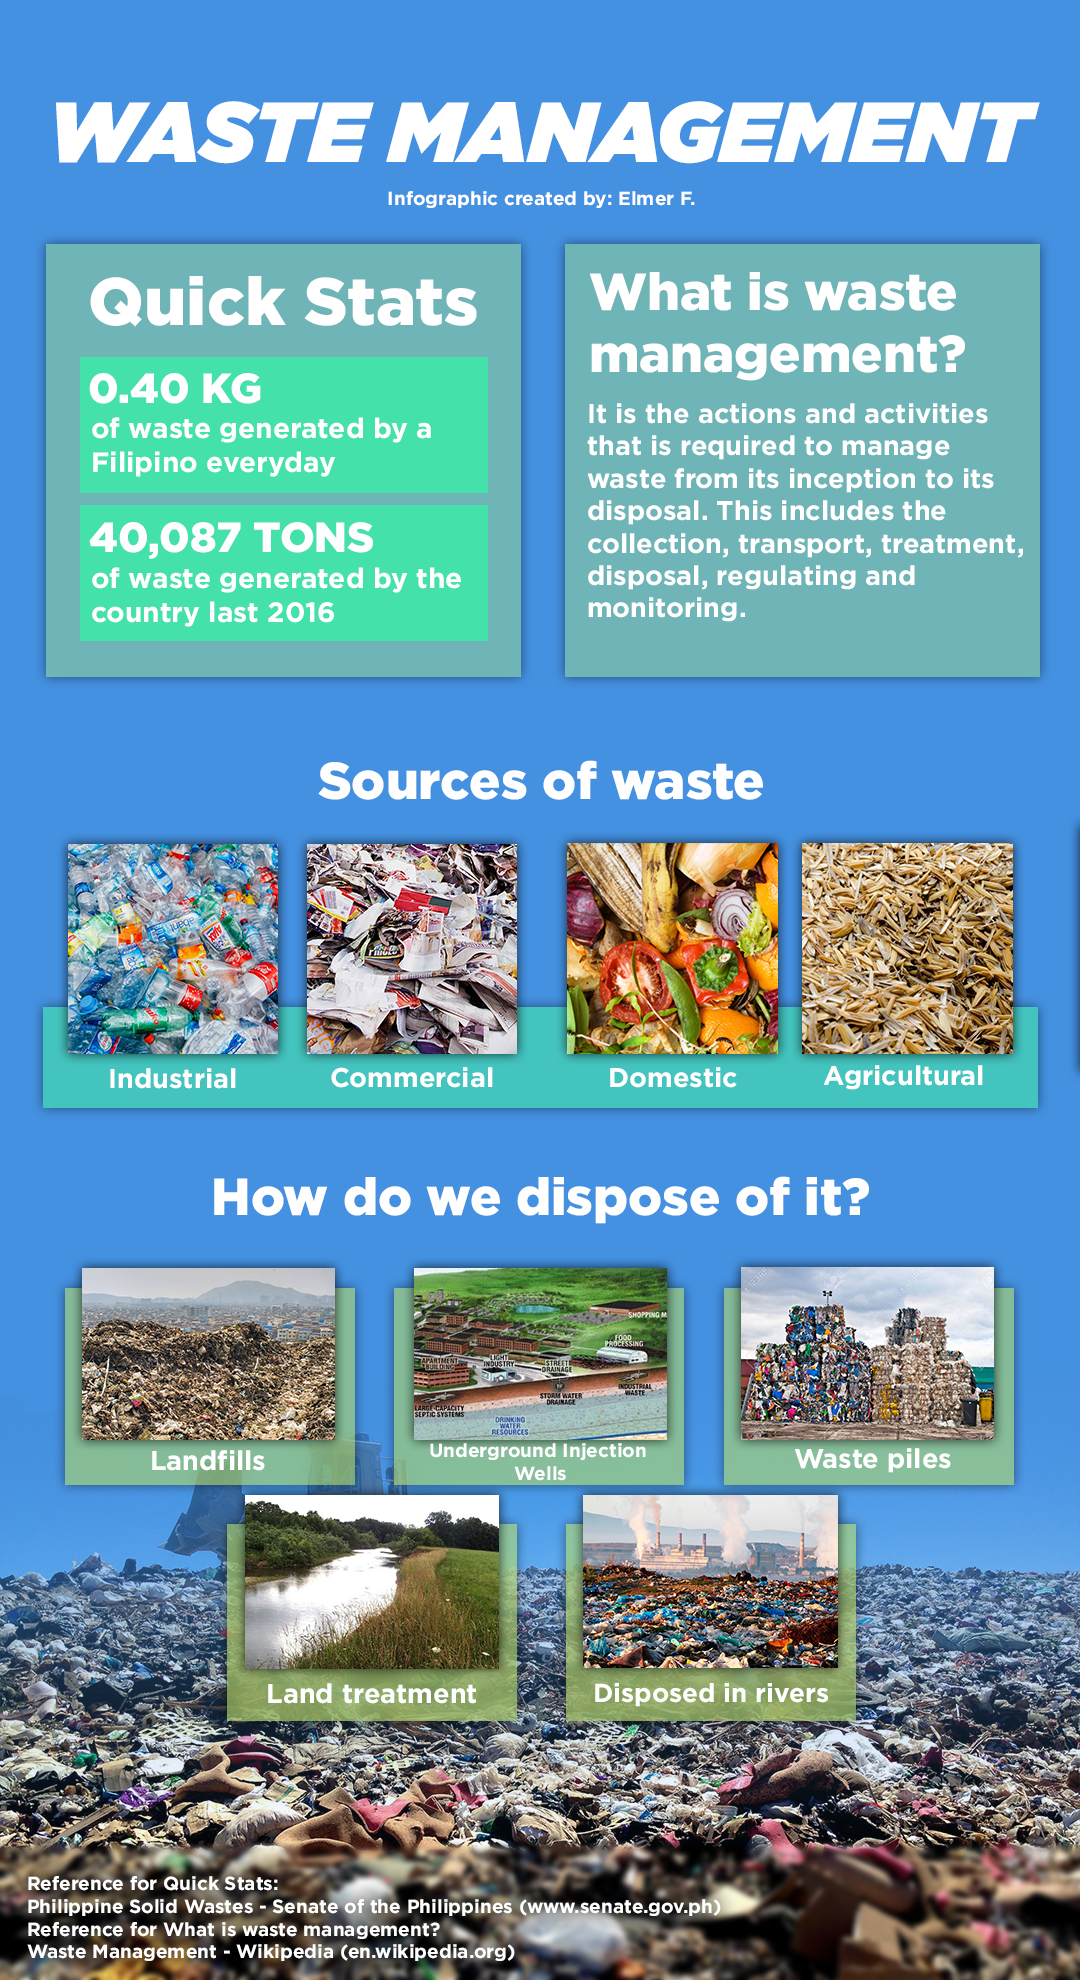 WASTE MANAGEMENT
Infographic created by: Elmer F.
Quick Stats
0.40 KG
of waste generated by a
Filipino everyday
40,087 TONS
of waste generated by the
country last 2016
What is waste
management?
It is the actions and activities
that is required to manage
waste from its inception to its
disposal. This includes the
collection, transport, treatment,
disposal, regulating and
monitoring.
Sources of waste
Industrial
Commercial
Domestic
Agricultural
How do we dispose of it?
Landfills
SHOPPING M
FOOD
PROCESSING
APARTMENT
BUILDING
LIGHT
INDUSTRY
STREET
DRAINAGE
INDUSTRIAL
WASTE
STORM WATER
DRAINAGE
LARGE-CAPACITY
SEPTIC SYSTEMS
DRINKING
WATER
RESOURCES
Underground Injection
Wells
Waste piles
Land treatment
Disposed in rivers
Reference for Quick Stats:
Philippine Solid Wastes - Senate of the Philippines (www.senate.gov.ph)
Reference for What is waste management?
Waste Management - Wikipedia (en.wikipedia.org)